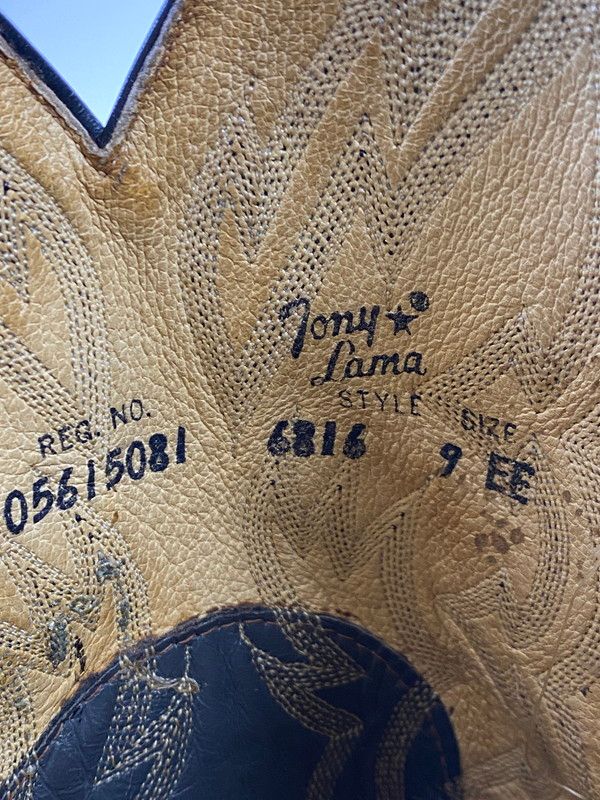 Tony ★ ®
Lama
REG. NO. STYLE SIZE
05615081 6816 9 EE